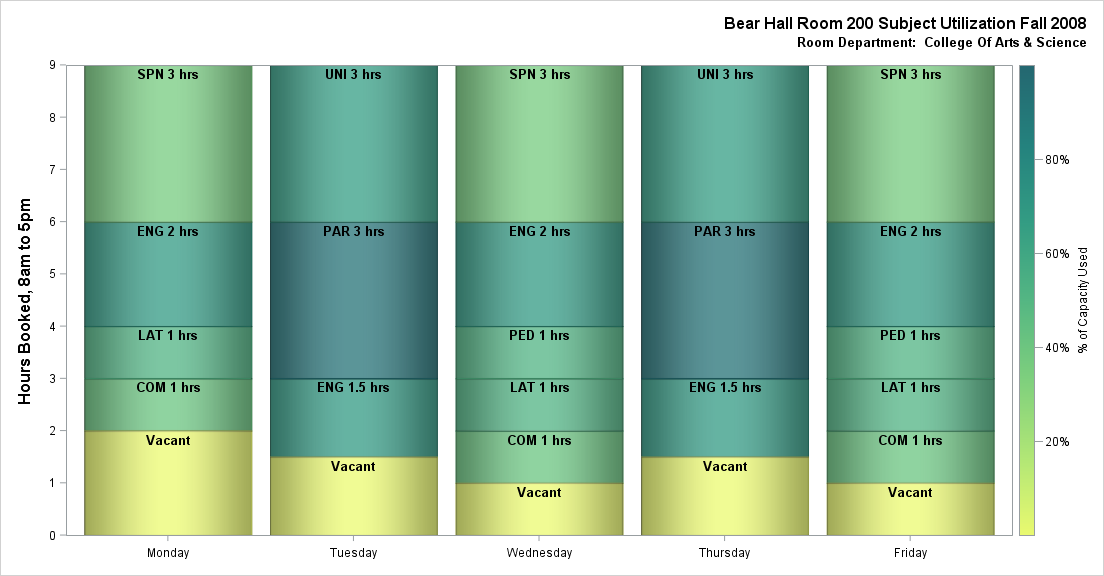 Bear Hall Room 200 Subject Utilization Fall 2008
Room Department:  College Of Arts & Science
Hours Booked, 8am to 5pm
9
8
7
6
5
4
3
2
1
0
SPN 3 hrs
ENG 2 hrs
LAT 1 hrs
COM 1 hrs
Vacant
Monday
UNI 3 hrs
PAR 3 hrs
ENG 1.5 hrs
Vacant
Tuesday
SPN 3 hrs
ENG 2 hrs
PED 1 hrs
LAT 1 hrs
COM 1 hrs
Vacant
Wednesday
UNI 3 hrs
PAR 3 hrs
ENG 1.5 hrs
Vacant
Thursday
SPN 3 hrs
ENG 2 hrs
PED 1 hrs
LAT 1 hrs
COM 1 hrs
Vacant
Friday
80%
60%
40%
20%
% of Capacity Used